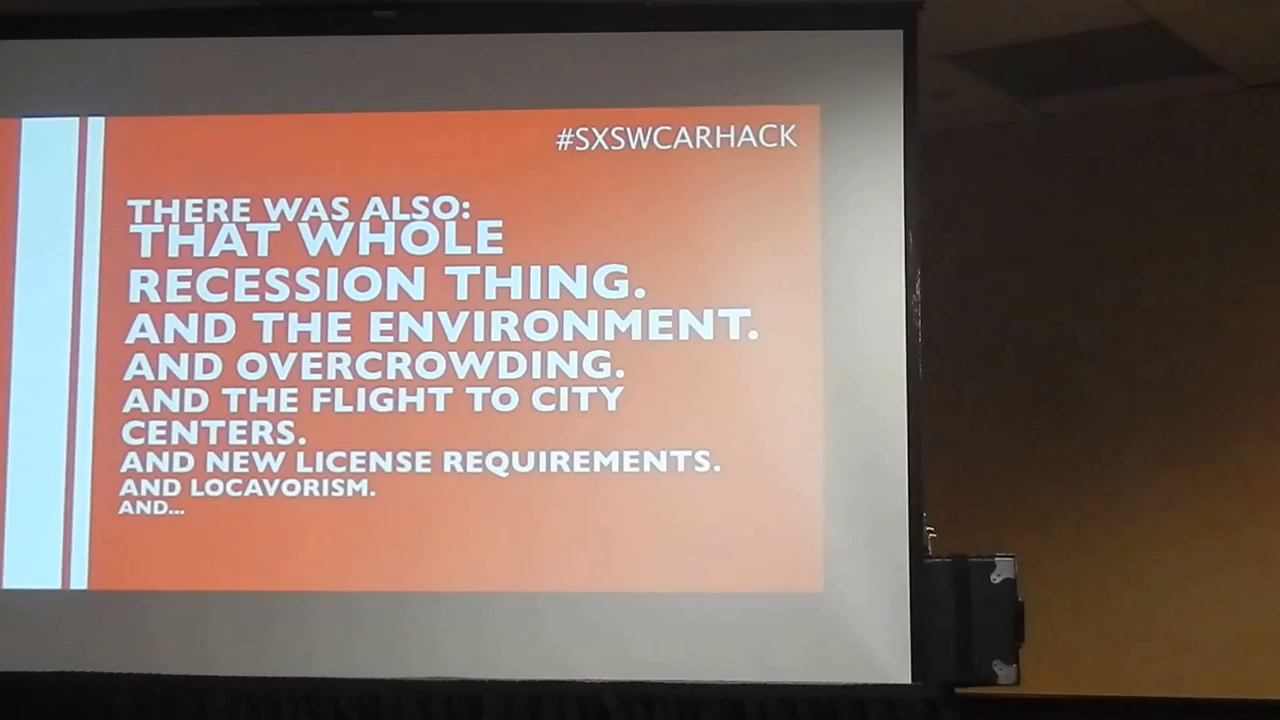 #SXSWCARHACK
THERE WAS ALSO:
THAT WHOLE
RECESSION THING.
AND THE ENVIRONMENT.
AND OVERCROWDING.
AND THE FLIGHT TO CITY
CENTERS.
AND NEW LICENSE REQUIREMENTS.
AND LOCAVORISM.
AND...